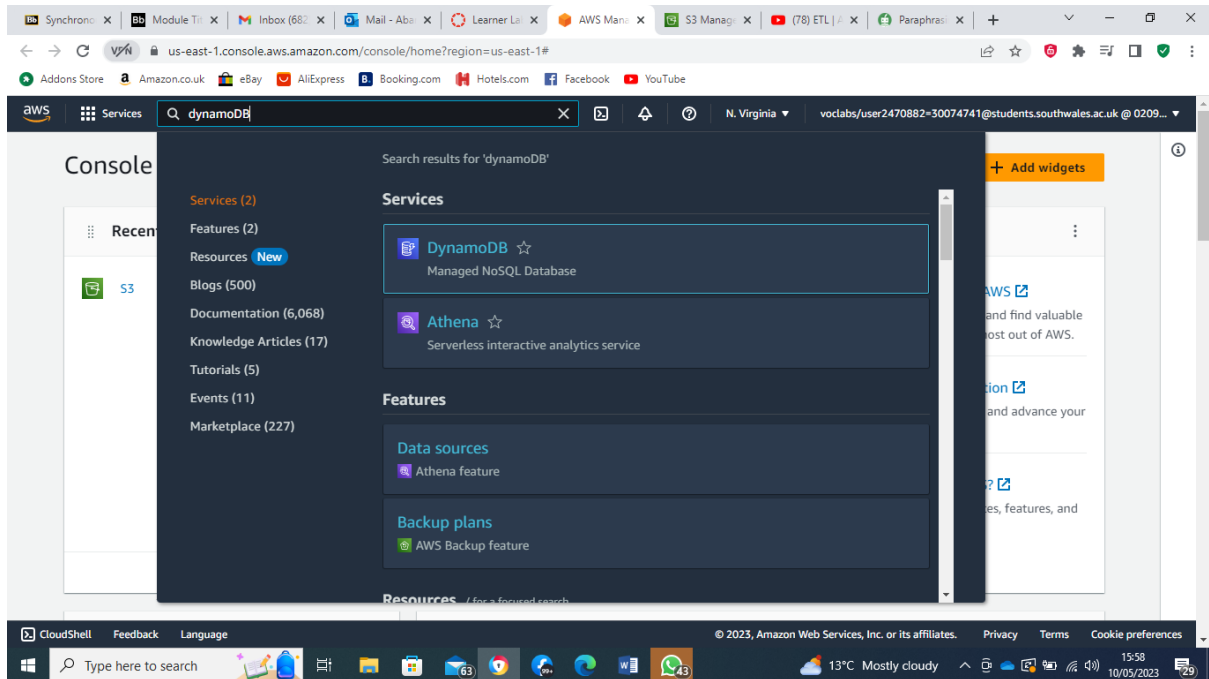 Synchrono
Module Tit
Inbox (682
Mail - Aba
Learner La
AWS Mana
S3 Manage
(78) ETL | A
Paraphras
VPN
us-east-1.console.aws.amazon.com/console/home?region=us-east-1#
Addons Store
Amazon.co.uk
eBay
AliExpress
Booking.com
Hotels.com
Facebook
YouTube
aws
Services
dynamoDB
N. Virginia
voclabs/user2470882=30074741@students.southwales.ac.uk @ 0209...
Console
+ Add widgets
Search results for 'dynamoDB'
Services (2)
Features (2)
Resources New
Blogs (500)
Documentation (6,068)
Knowledge Articles (17)
Tutorials (5)
Events (11)
Marketplace (227)
Services
DynamoDB
Managed NoSQL Database
Athena
Serverless interactive analytics service
Features
Data sources
Athena feature
Backup plans
AWS Backup feature
Resources / for a focused search
Recen
S3
AWS
and find valuable
ost out of AWS.
tion
and advance your
s?
es, features, and
CloudShell
Feedback
Language
© 2023, Amazon Web Services, Inc. or its affiliates.
Privacy
Terms
Cookie preferences
Type here to search
63
99+
43
13°C Mostly cloudy
15:58
10/05/2023
29